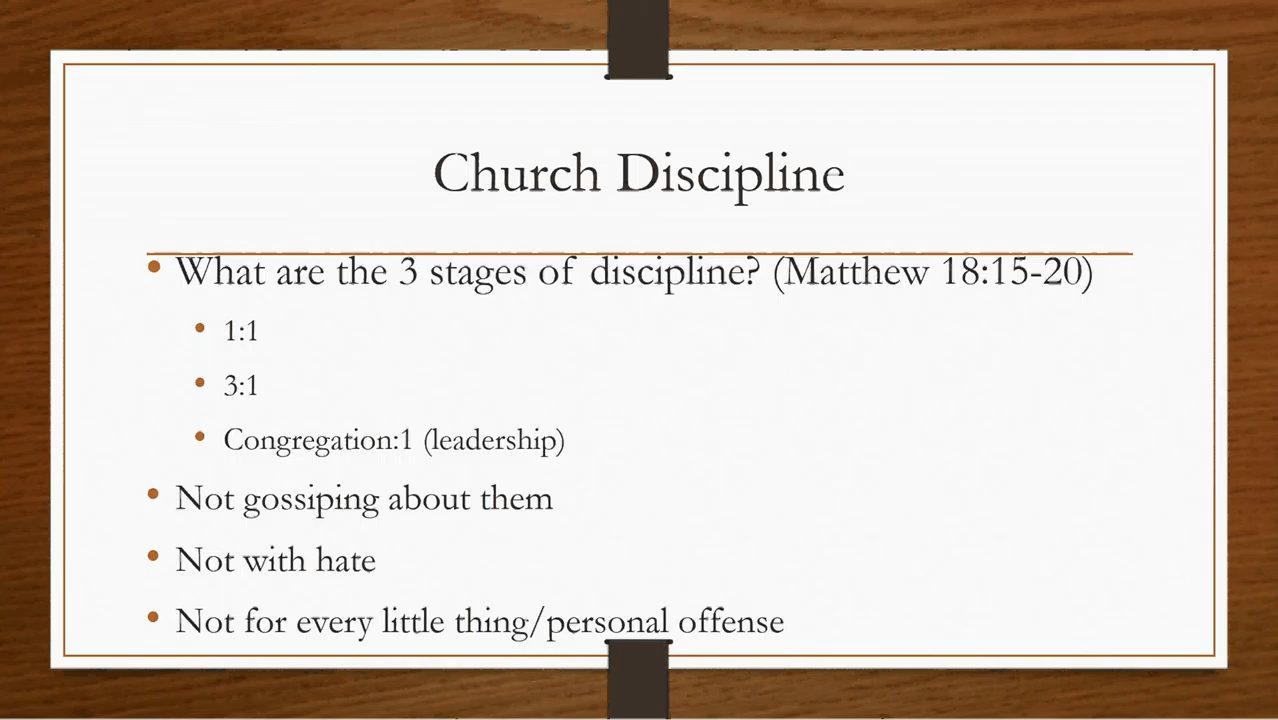 Church Discipline
What are the 3 stages of discipline? (Matthew 18:15-20)
1:1
3:1
Congregation:1 (leadership)
Not gossiping about them
Not with hate
Not for every little thing/personal offense